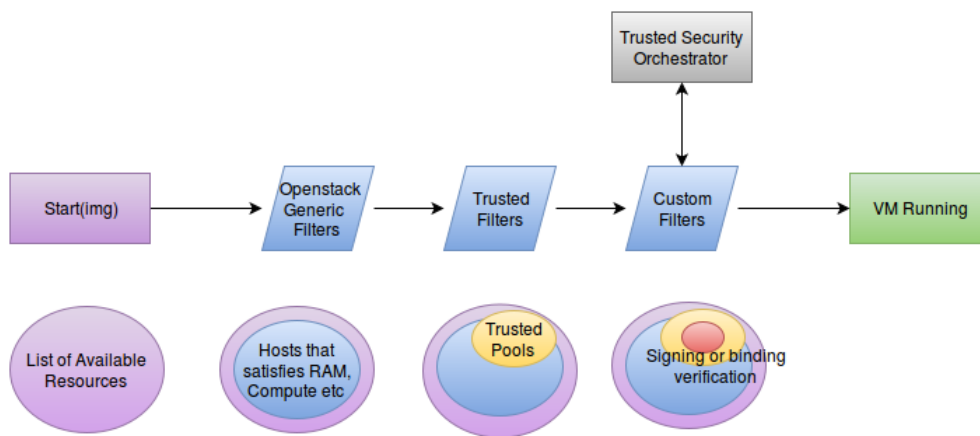 Trusted Security
Orchestrator
Start(img)
Openstack
Generic
Filters
Trusted
Filters
Custom
Filters
VM Running
List of Available
Resources
Hosts that
satisfies RAM,
Compute etc
Trusted
Pools
Signing or binding
verification